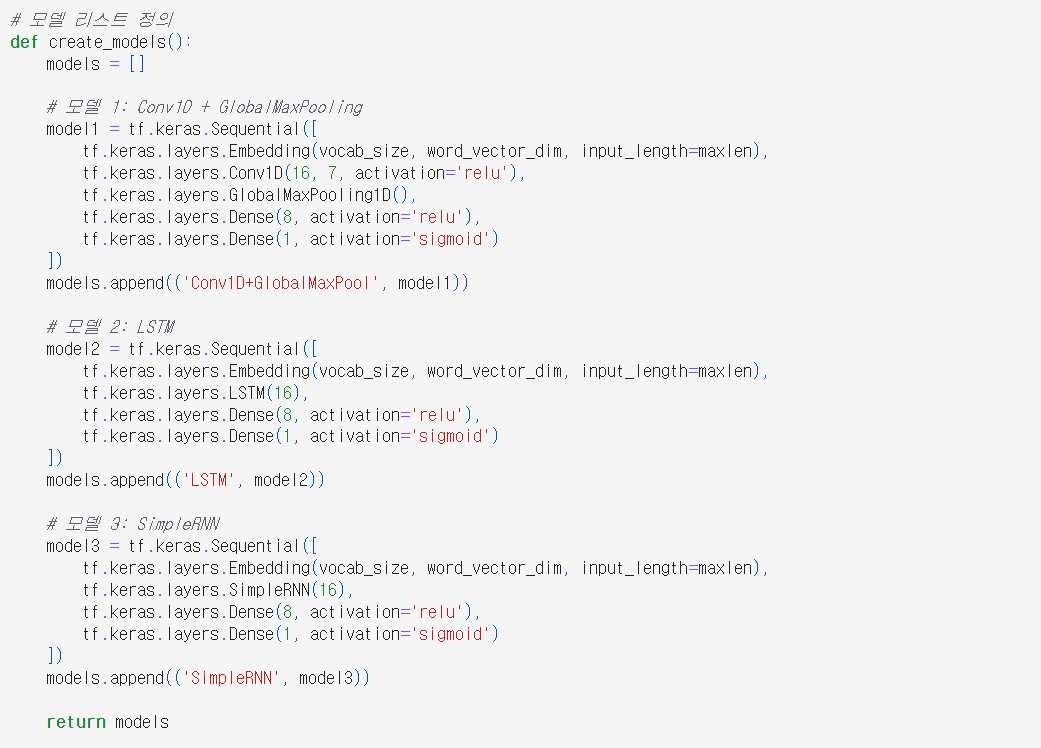 # 모델 리스트 정의
def create_models():
    models = []

    # 모델 1: Conv1D + GlobalMaxPooling
    model1 = tf.keras.Sequential([
        tf.keras.layers.Embedding(vocab_size, word_vector_dim, input_length=maxlen),
        tf.keras.layers.Conv1D(16, 7, activation='relu'),
        tf.keras.layers.GlobalMaxPooling1D(),
        tf.keras.layers.Dense(8, activation='relu'),
        tf.keras.layers.Dense(1, activation='sigmoid')
    ])
    models.append(('Conv1D+GlobalMaxPool', model1))

    # 모델 2: LSTM
    model2 = tf.keras.Sequential([
        tf.keras.layers.Embedding(vocab_size, word_vector_dim, input_length=maxlen),
        tf.keras.layers.LSTM(16),
        tf.keras.layers.Dense(8, activation='relu'),
        tf.keras.layers.Dense(1, activation='sigmoid')
    ])
    models.append(('LSTM', model2))

    # 모델 3: SimpleRNN
    model3 = tf.keras.Sequential([
        tf.keras.layers.Embedding(vocab_size, word_vector_dim, input_length=maxlen),
        tf.keras.layers.SimpleRNN(16),
        tf.keras.layers.Dense(8, activation='relu'),
        tf.keras.layers.Dense(1, activation='sigmoid')
    ])
    models.append(('SimpleRNN', model3))

    return models